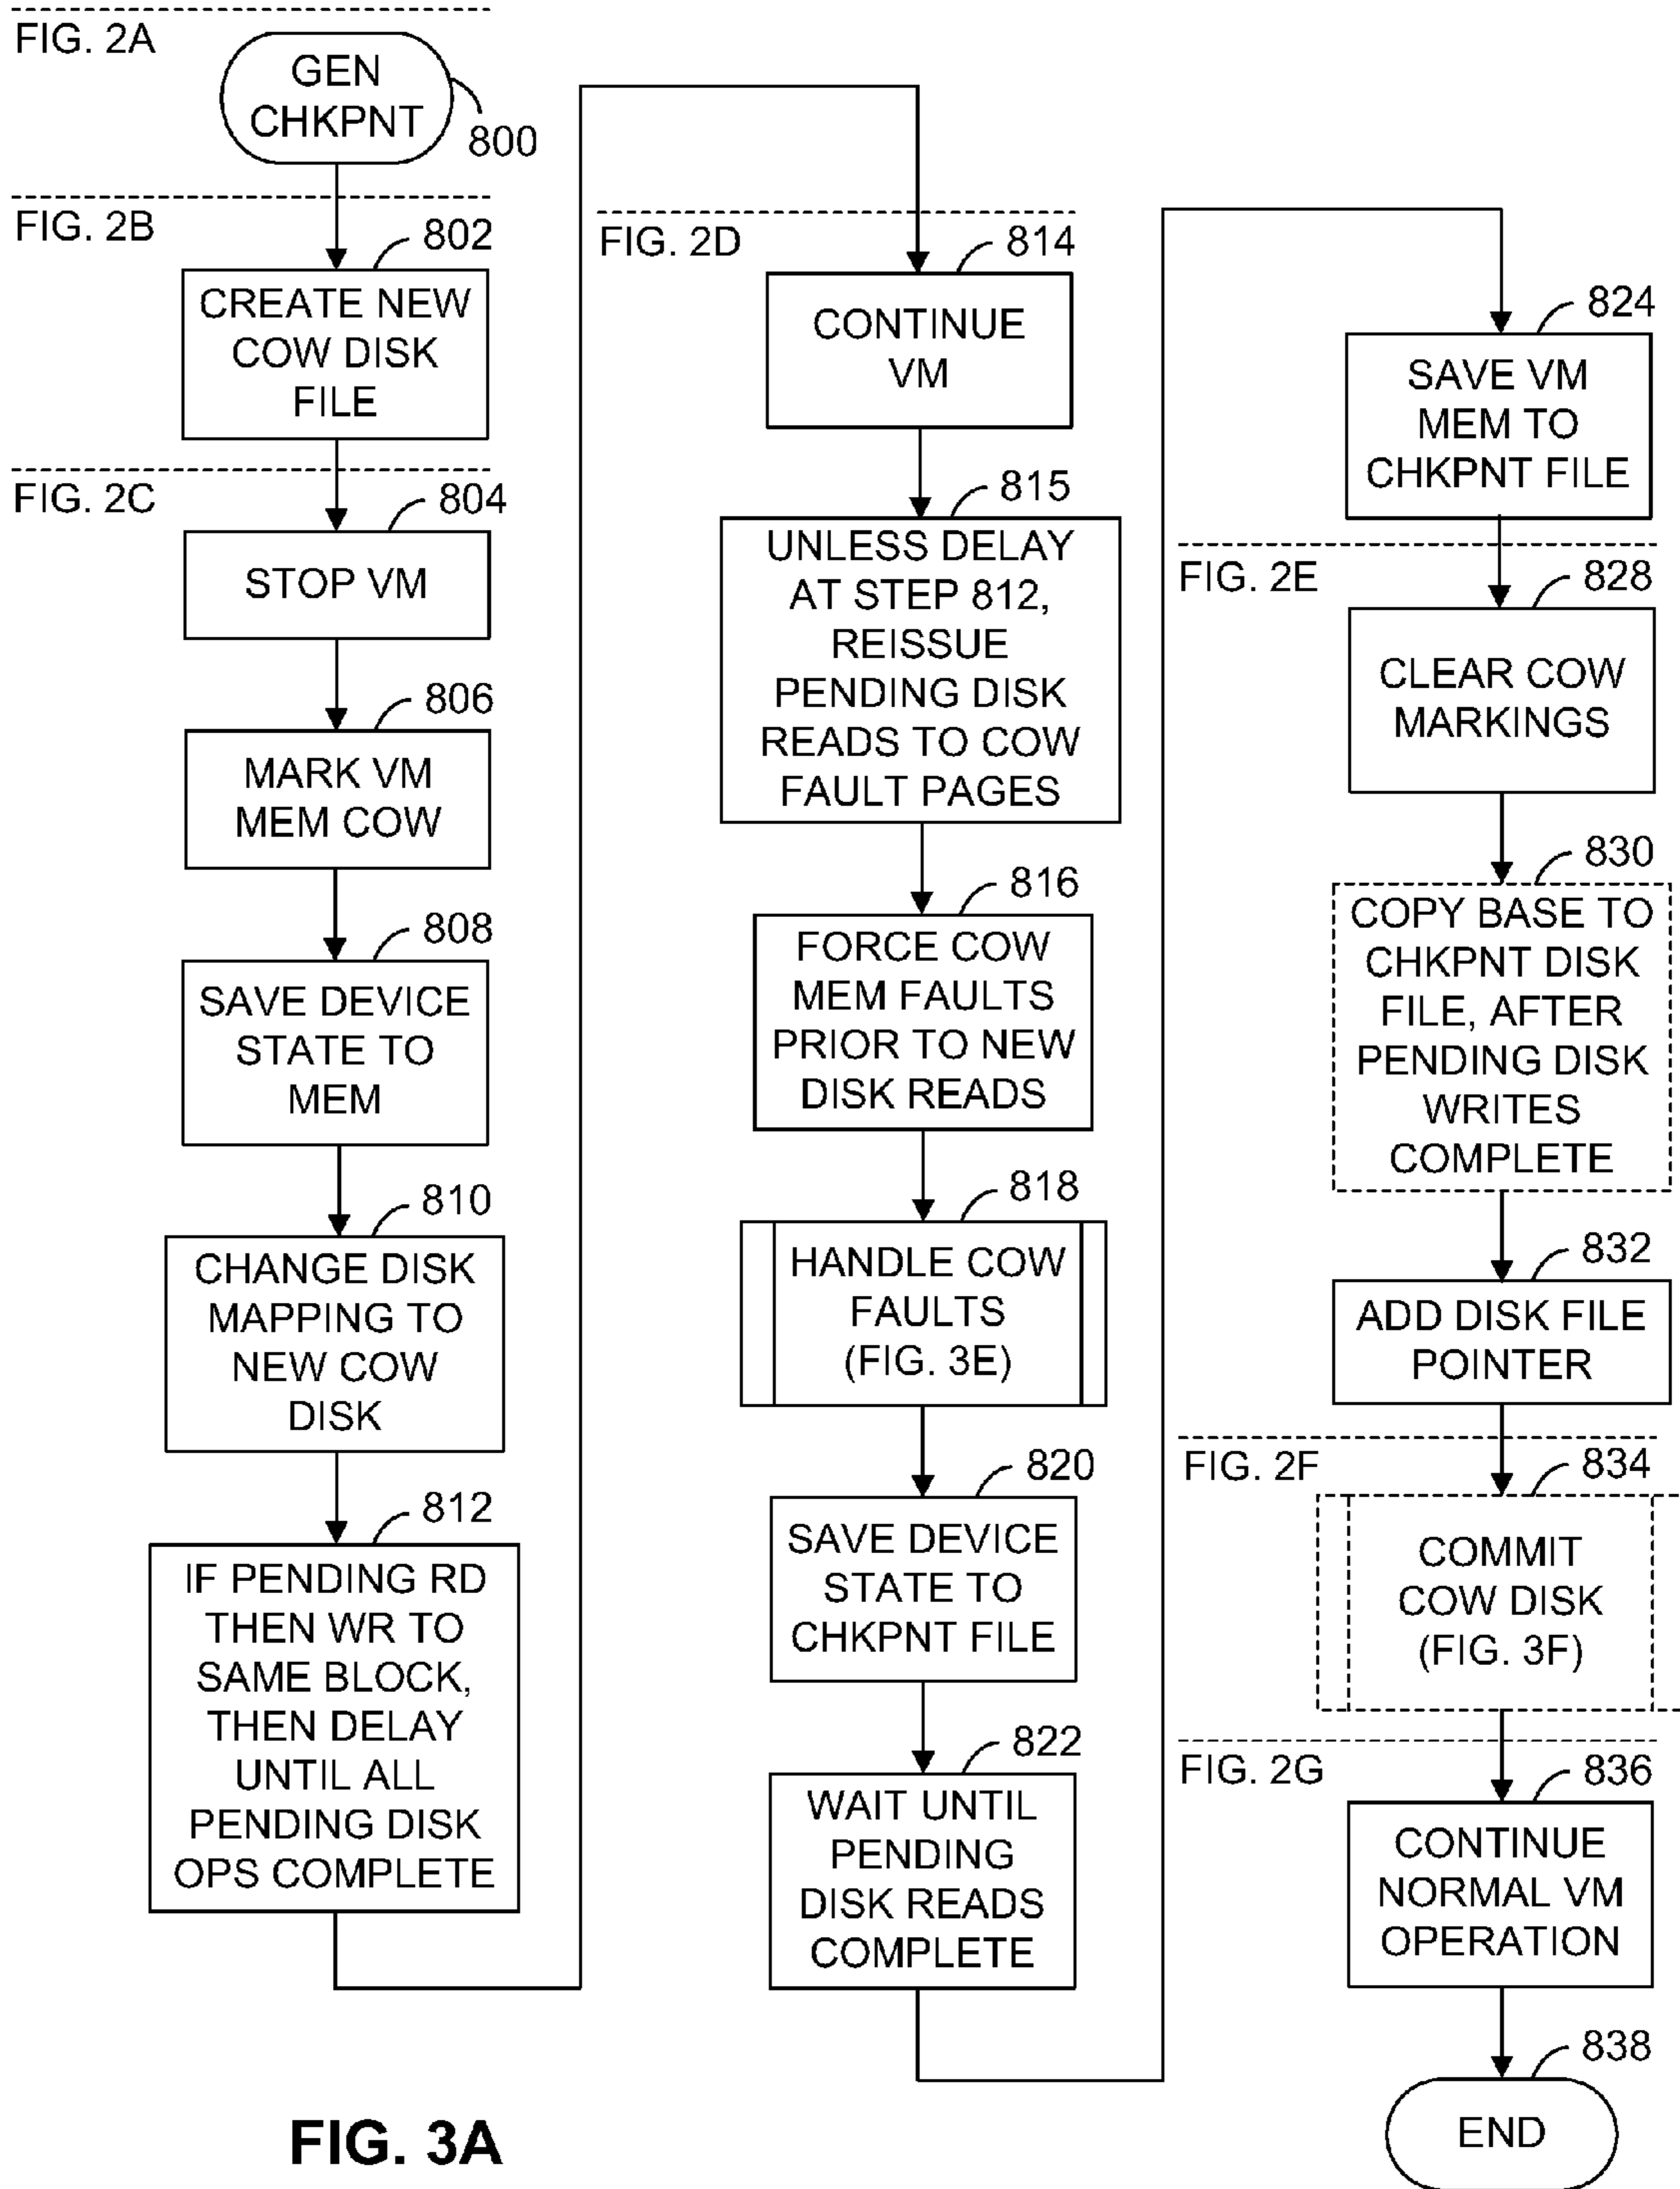 FIG. 2A
GEN
CHKPNT
800
FIG. 2B
802
CREATE NEW
COW DISK
FILE
FIG. 2C
804
STOP VM
806
MARK VM
MEM COW
808
SAVE DEVICE
STATE TO
MEM
810
CHANGE DISK
MAPPING TO
NEW COW
DISK
812
IF PENDING RD
THEN WR TO
SAME BLOCK,
THEN DELAY
UNTIL ALL
PENDING DISK
OPS COMPLETE
FIG. 2D
814
CONTINUE
VM
815
UNLESS DELAY
AT STEP 812,
REISSUE
PENDING DISK
READS TO COW
FAULT PAGES
816
FORCE COW
MEM FAULTS
PRIOR TO NEW
DISK READS
818
HANDLE COW
FAULTS
(FIG. 3E)
820
SAVE DEVICE
STATE TO
CHKPNT FILE
822
WAIT UNTIL
PENDING
DISK READS
COMPLETE
824
SAVE VM
MEM TO
CHKPNT FILE
FIG. 2E
828
CLEAR COW
MARKINGS
830
COPY BASE TO
CHKPNT DISK
FILE, AFTER
PENDING DISK
WRITES
COMPLETE
832
ADD DISK FILE
POINTER
FIG. 2F
834
COMMIT
COW DISK
(FIG. 3F)
FIG. 2G
836
CONTINUE
NORMAL VM
OPERATION
838
END
FIG. 3A